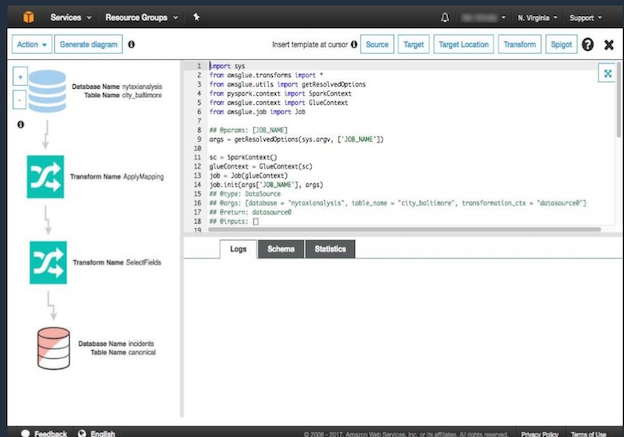 Services Resource Groups N. Virginia Support
Action Generate diagram Insert template at cursor Source Target Target Location Transform Spigot
+
-
Database Name nytaxianalysis
Table Name city_baltimore
Transform Name ApplyMapping
Transform Name SelectFields
Database Name incidents
Table Name canonical
1 import sys
2 from awsglue.transforms import *
3 from awsglue.utils import getResolvedOptions
4 from pyspark.context import SparkContext
5 from awsglue.context import GlueContext
6 from awsglue.job import Job
7
8 ## @params: [JOB_NAME]
9 args = getResolvedOptions(sys.argv, ['JOB_NAME'])
10
11 sc = SparkContext()
12 glueContext = GlueContext(sc)
13 job = Job(glueContext)
14 job.init(args['JOB_NAME'], args)
15 ## @type: DataSource
16 ## @args: [database = "nytaxianalysis", table_name = "city_baltimore", transformation_ctx = "datasource0"]
17 ## @return: datasource0
18 ## @inputs: []
19
Logs Schema Statistics
Feedback English © 2008 - 2017, Amazon Web Services, Inc. or its affiliates. All rights reserved. Privacy Policy Terms of Use